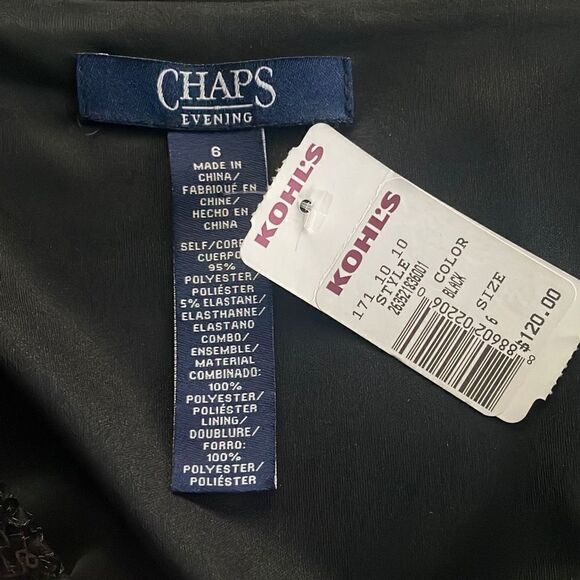 CHAPS
EVENING
6
MADE IN
CHINA/
FABRIQUÉ EN
CHINE/
HECHO EN
CHINA
SELF/CORPS/
CUERPO
95%
POLYESTER/
POLIÉSTER
5% ELASTANE/
ELASTHANNE/
ELASTANO
COMBO/
ENSEMBLE/
MATERIAL
COMBINADO:
100%
POLYESTER/
POLIÉSTER
LINING/
DOUBLURE/
FORRO:
100%
POLYESTER/
POLIÉSTER
KOHL'S
KOHL'S
171 10 10
STYLE
263521836001
COLOR
BLACK
SIZE
6
$120.00